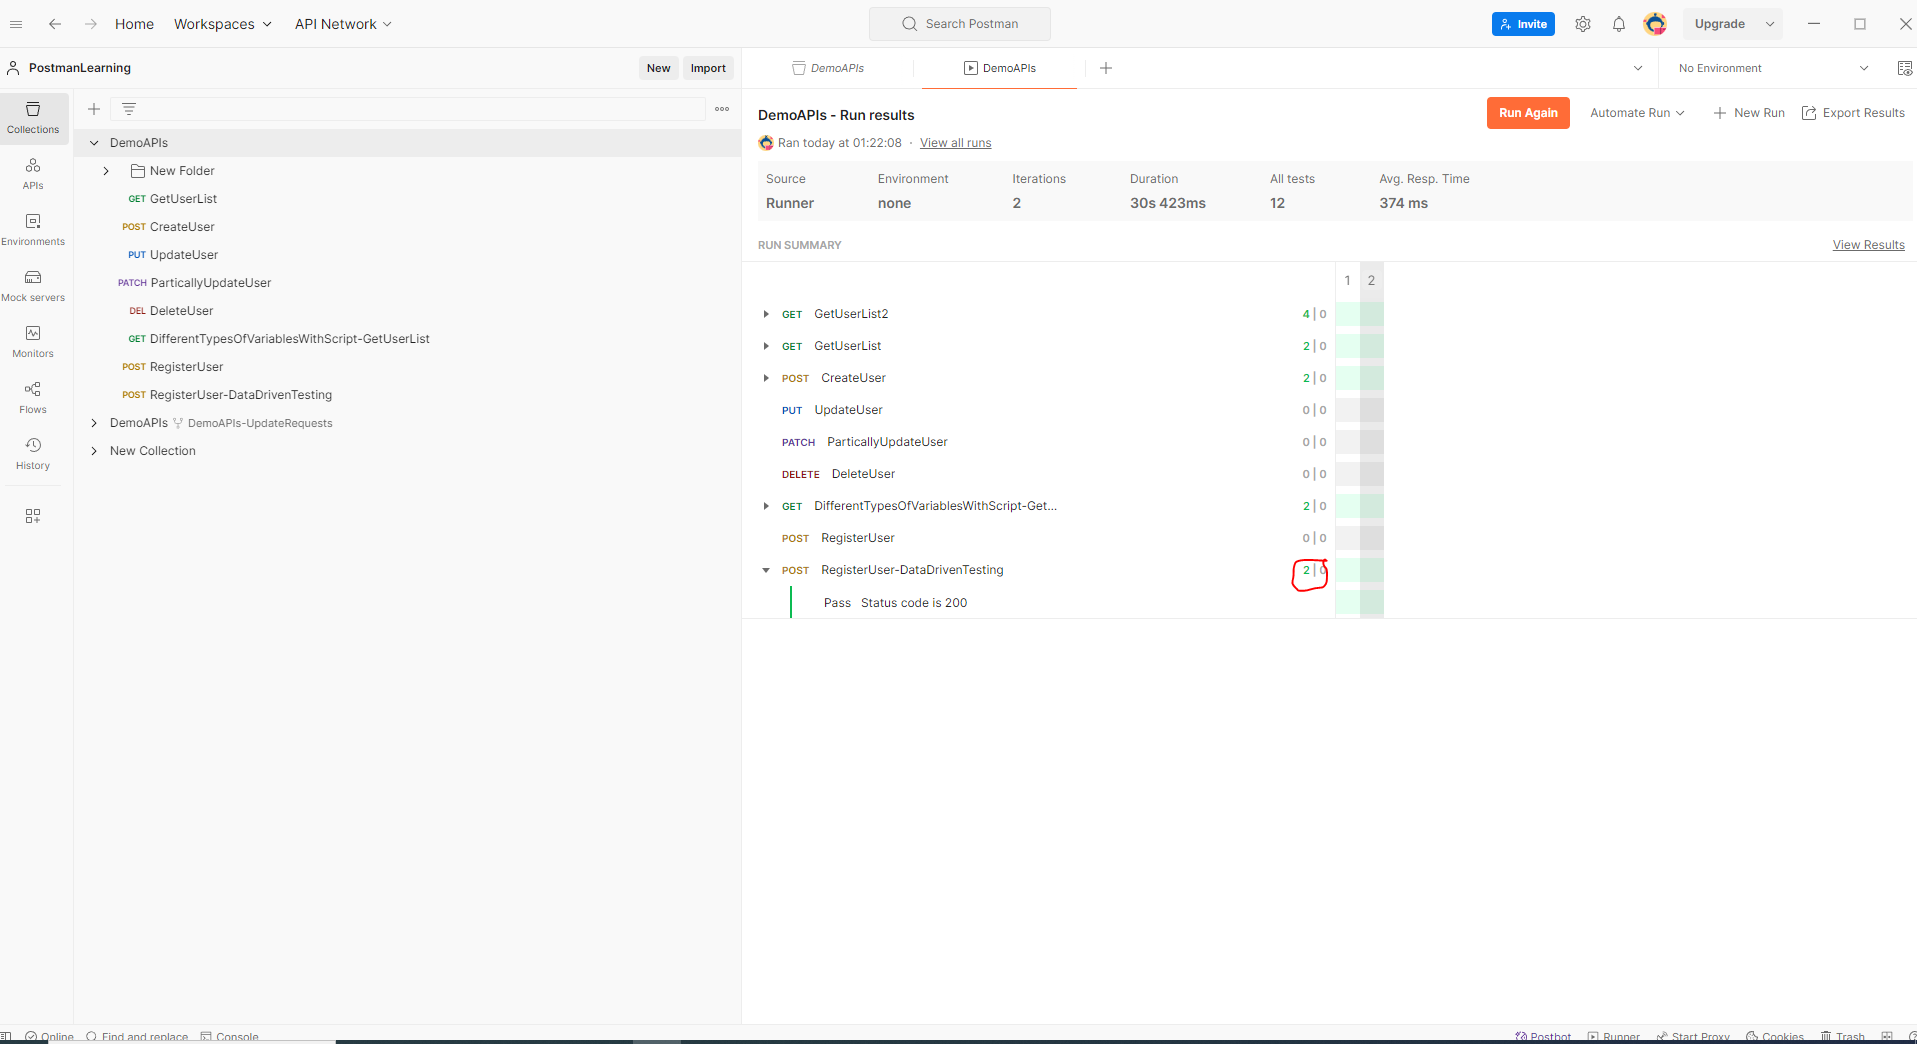 Home Workspaces API Network Search Postman Invite Upgrade
PostmanLearning New Import DemoAPIs DemoAPIs No Environment
Collections
APIs
Environments
Mock servers
Monitors
Flows
History
DemoAPIs
New Folder
GET GetUserList
POST CreateUser
PUT UpdateUser
PATCH ParticallyUpdateUser
DEL DeleteUser
GET DifferentTypesOfVariablesWithScript-GetUserList
POST RegisterUser
POST RegisterUser-DataDrivenTesting
DemoAPIs DemoAPIs-UpdateRequests
New Collection
DemoAPIs - Run results Run Again Automate Run New Run Export Results
Ran today at 01:22:08 · View all runs
Source Environment Iterations Duration All tests Avg. Resp. Time
Runner none 2 30s 423ms 12 374 ms
RUN SUMMARY View Results
1 2
GET GetUserList2 4 | 0
GET GetUserList 2 | 0
POST CreateUser 2 | 0
PUT UpdateUser 0 | 0
PATCH ParticallyUpdateUser 0 | 0
DELETE DeleteUser 0 | 0
GET DifferentTypesOfVariablesWithScript-Get... 2 | 0
POST RegisterUser 0 | 0
POST RegisterUser-DataDrivenTesting 2 | 0
Pass Status code is 200
Online Find and replace Console Postbot Runner Start Proxy Cookies Trash